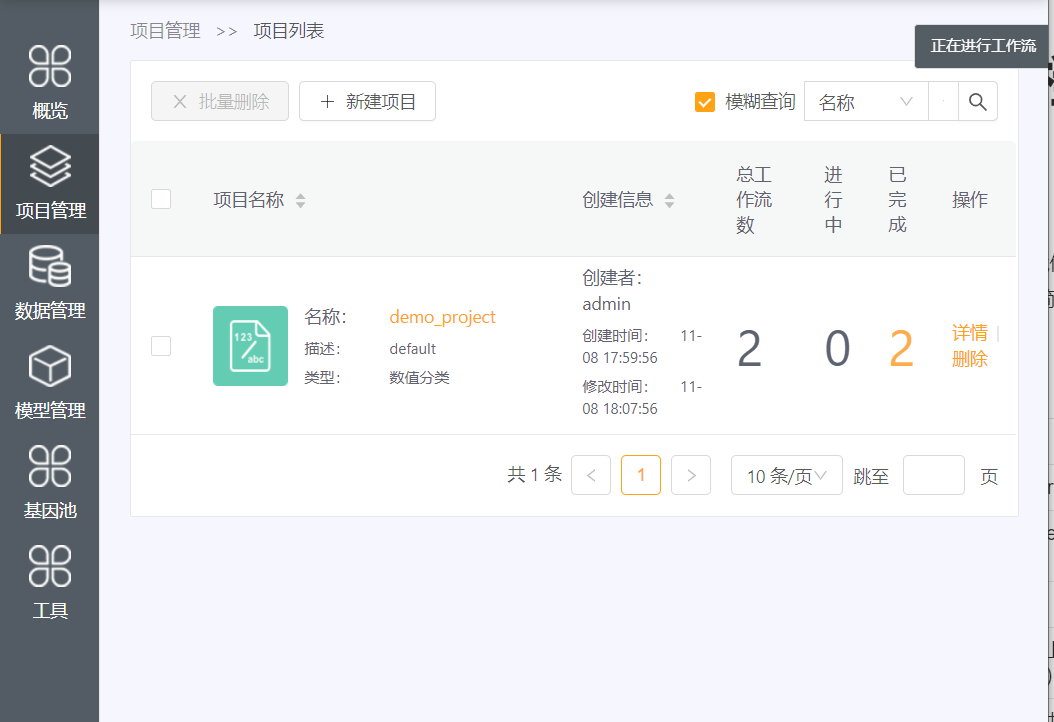 项目管理 >> 项目列表
正在进行工作流
概览
项目管理
数据管理
模型管理
基因池
工具
批量删除
新建项目
模糊查询
名称
项目名称
创建信息
总工
作流
数
进
行
中
已
完
成
操作
名称： demo_project
描述： default
类型： 数值分类
创建者：
admin
创建时间： 11-
08 17:59:56
修改时间： 11-
08 18:07:56
2
0
2
详情
删除
共 1 条
1
10 条/页
跳至
页